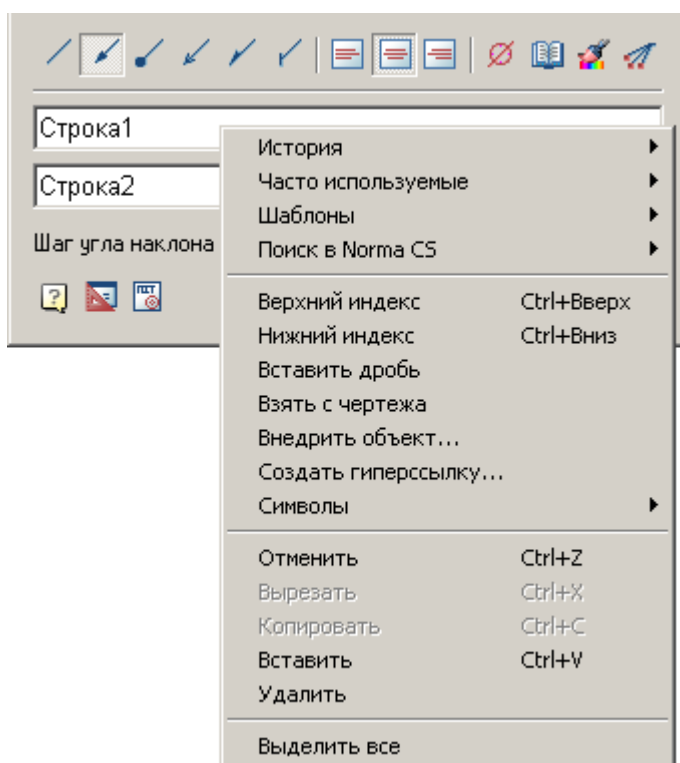 Строка1
Строка2
Шаг угла наклона
История
Часто используемые
Шаблоны
Поиск в Norma CS
Верхний индекс Ctrl+Вверх
Нижний индекс Ctrl+Вниз
Вставить дробь
Взять с чертежа
Внедрить объект...
Создать гиперссылку...
Символы
Отменить Ctrl+Z
Вырезать Ctrl+X
Копировать Ctrl+C
Вставить Ctrl+V
Удалить
Выделить все